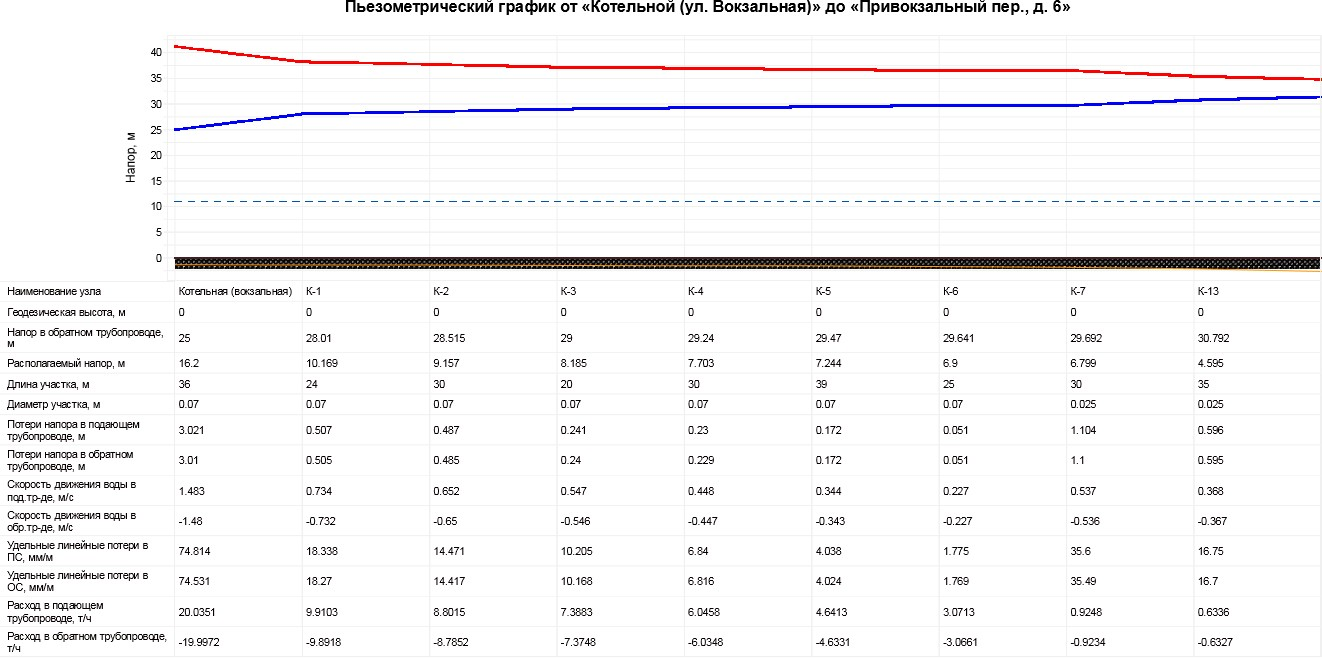 Пьезометрический график от «Котельной (ул. Вокзальная)» до «Привокзальный пер., д. 6»
40
35
30
25
20
15
10
5
0
Напор, м
Наименование узла Котельная (вокзальная) К-1 К-2 К-3 К-4 К-5 К-6 К-7 К-13
Геодезическая высота, м 0 0 0 0 0 0 0 0 0
Напор в обратном трубопроводе,
м 25 28.01 28.515 29 29.24 29.47 29.641 29.692 30.792
Располагаемый напор, м 16.2 10.169 9.157 8.185 7.703 7.244 6.9 6.799 4.595
Длина участка, м 36 24 30 20 30 39 25 30 35
Диаметр участка, м 0.07 0.07 0.07 0.07 0.07 0.07 0.07 0.025 0.025
Потери напора в подающем
трубопроводе, м 3.021 0.507 0.487 0.241 0.23 0.172 0.051 1.104 0.596
Потери напора в обратном
трубопроводе, м 3.01 0.505 0.485 0.24 0.229 0.172 0.051 1.1 0.595
Скорость движения воды в
под.тр-де, м/с 1.483 0.734 0.652 0.547 0.448 0.344 0.227 0.537 0.368
Скорость движения воды в
обр.тр-де, м/с -1.48 -0.732 -0.65 -0.546 -0.447 -0.343 -0.227 -0.536 -0.367
Удельные линейные потери в
ПС, мм/м 74.814 18.338 14.471 10.205 6.84 4.038 1.775 35.6 16.75
Удельные линейные потери в
ОС, мм/м 74.531 18.27 14.417 10.168 6.816 4.024 1.769 35.49 16.7
Расход в подающем
трубопроводе, т/ч 20.0351 9.9103 8.8015 7.3883 6.0458 4.6413 3.0713 0.9248 0.6336
Расход в обратном трубопроводе,
т/ч -19.9972 -9.8918 -8.7852 -7.3748 -6.0348 -4.6331 -3.0661 -0.9234 -0.6327